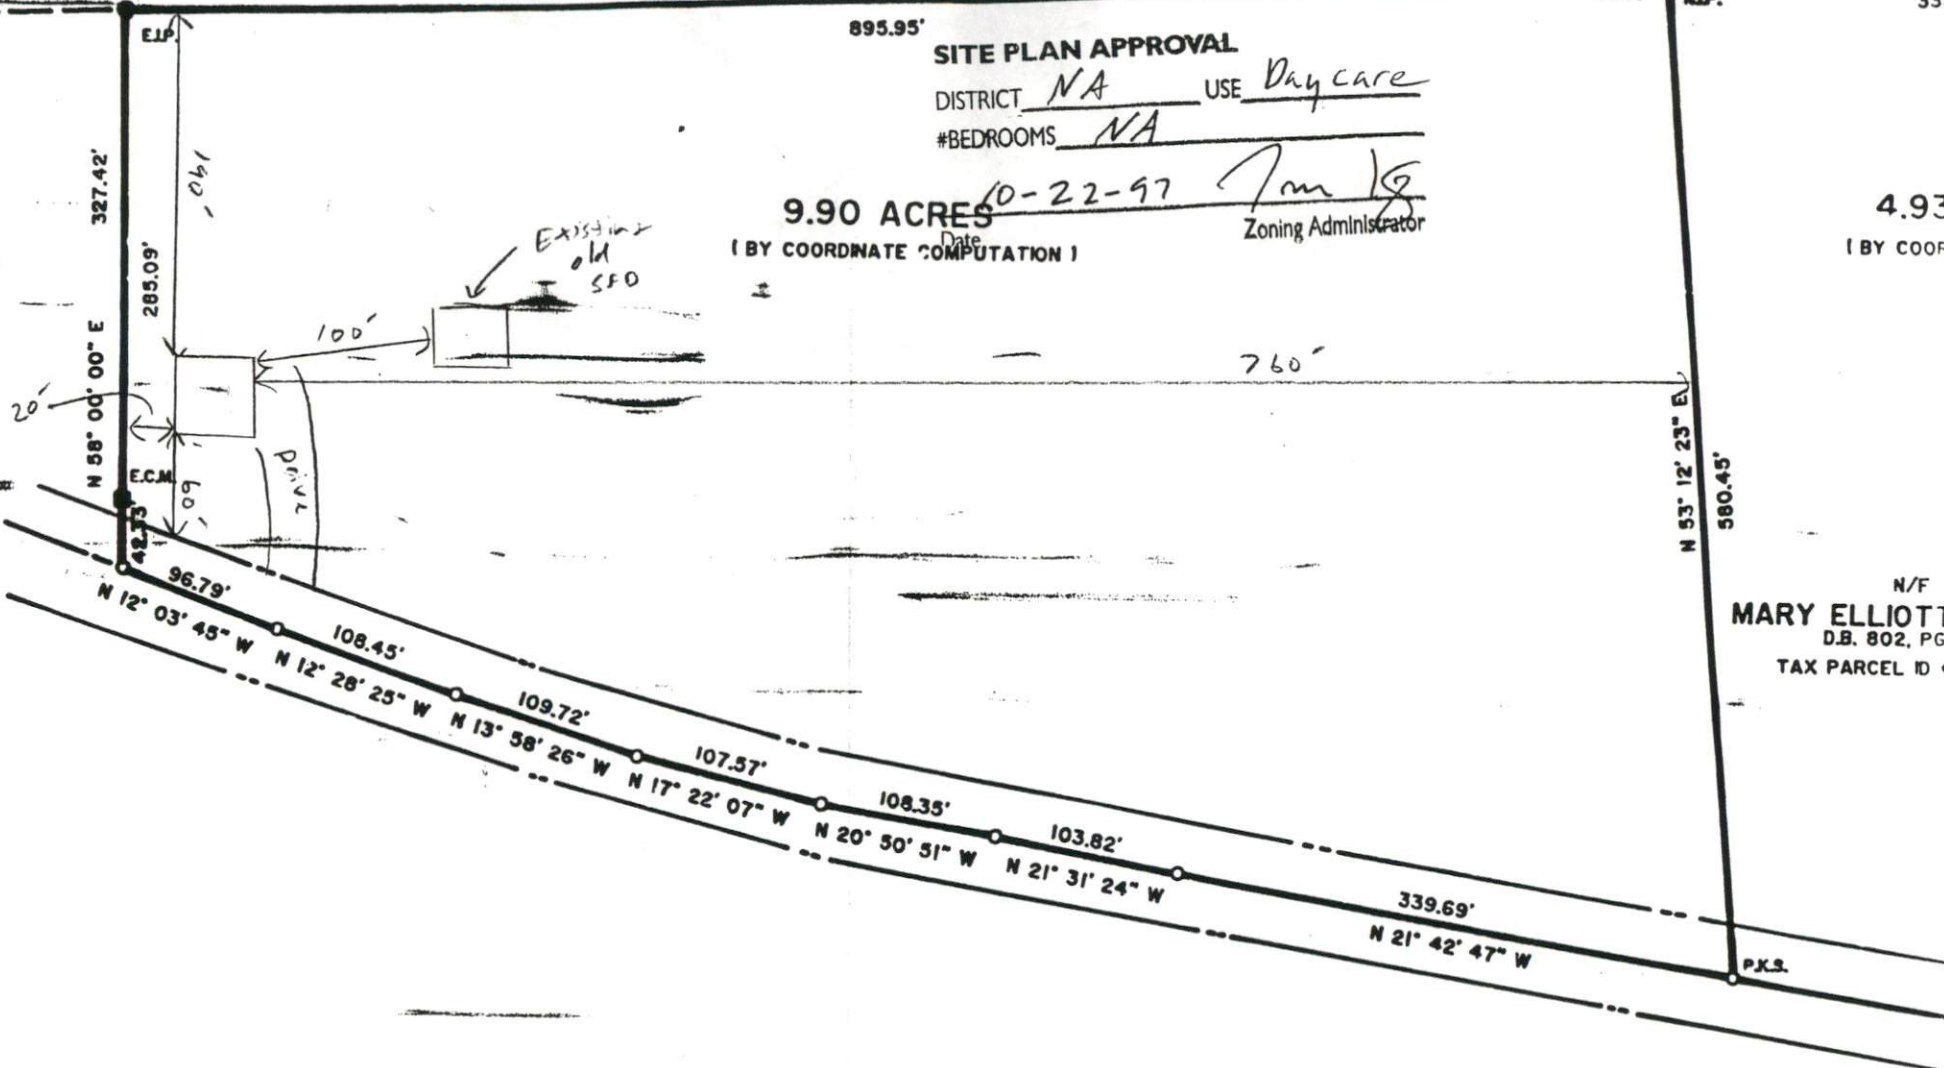 E.I.P.
895.95'
SITE PLAN APPROVAL
DISTRICT NA USE Day care
#BEDROOMS NA
10-22-97
Date
Zoning Administrator
9.90 ACRES
( BY COORDINATE COMPUTATION )
4.93
( BY COOR
327.42'
285.09'
N 58° 00' 00" E
190'
Existing
old
SFD
100'
760'
20'
Drive
60'
E.C.M.
42.33'
N 53° 12' 23" E
580.45'
N/F
MARY ELLIOTT
D.B. 802, PG
TAX PARCEL ID
96.79'
N 12° 03' 45" W
108.45'
N 12° 28' 25" W
109.72'
N 13° 58' 26" W
107.57'
N 17° 22' 07" W
108.35'
N 20° 50' 51" W
103.82'
N 21° 31' 24" W
339.69'
N 21° 42' 47" W
P.K.S.